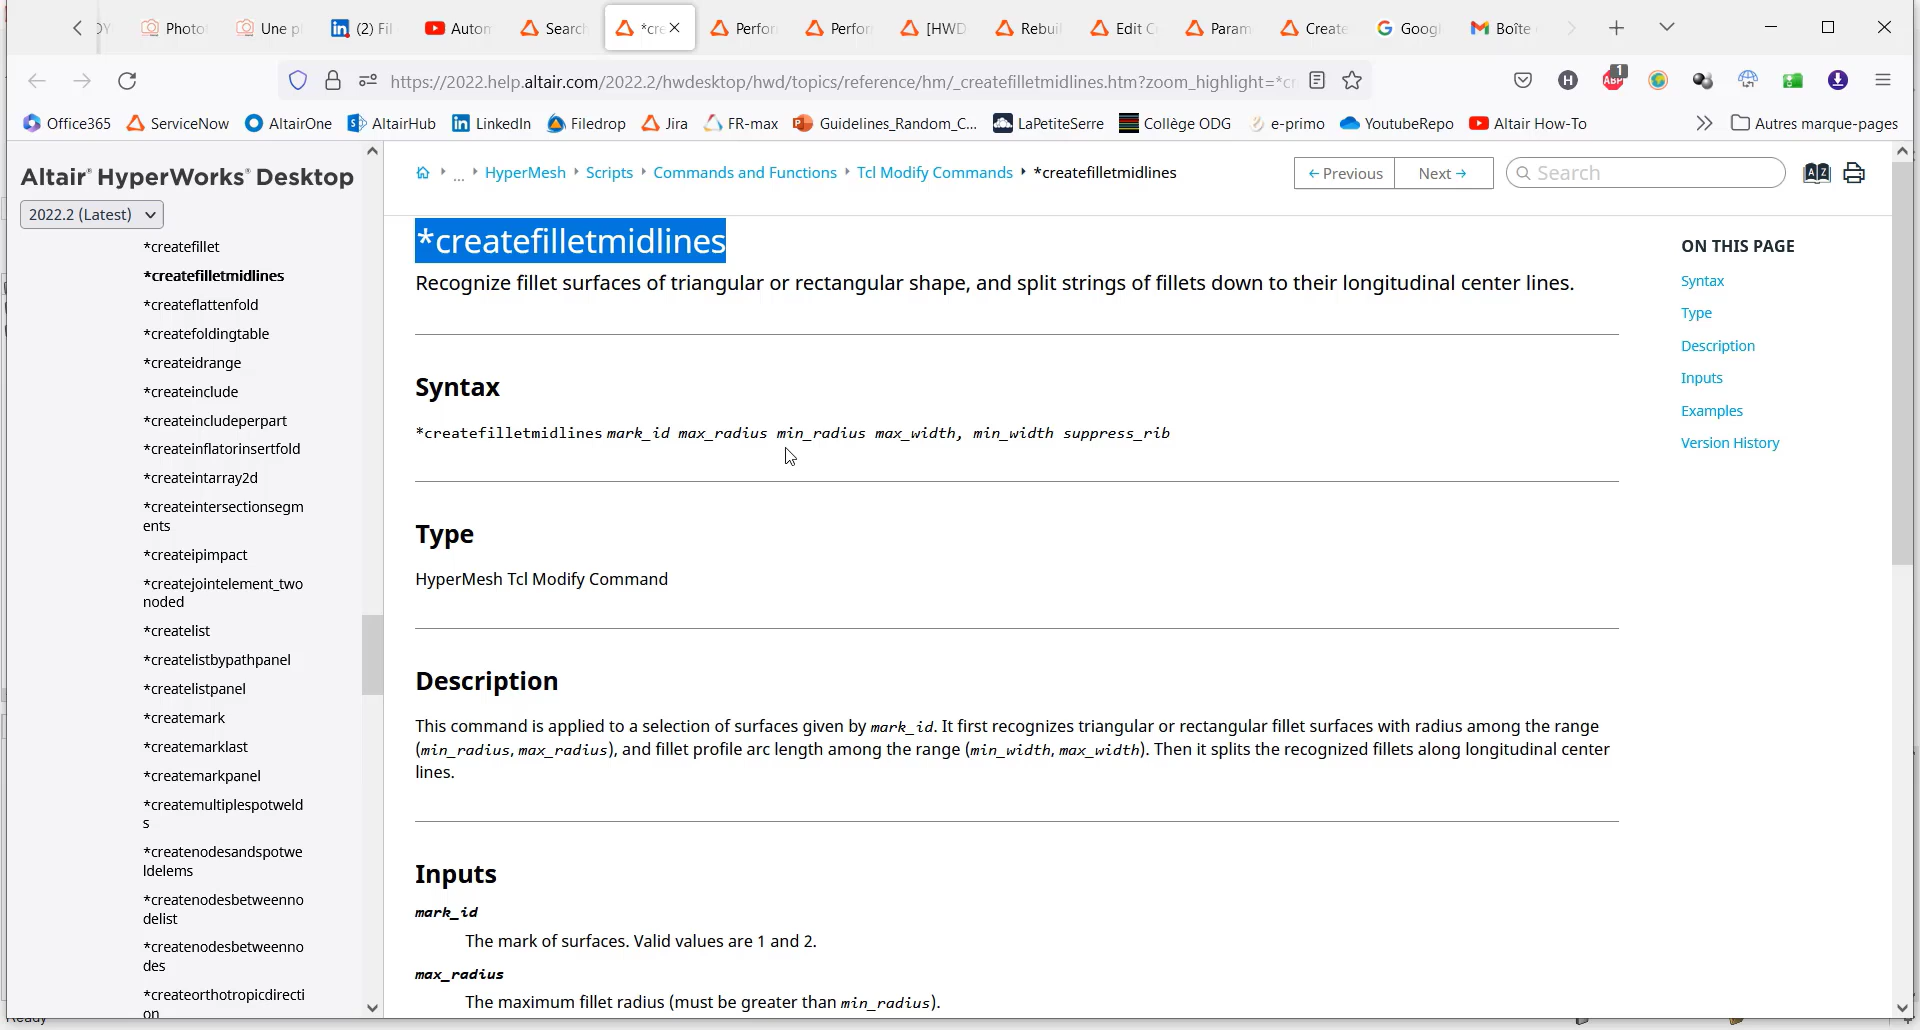 Photo
Une p
(2) Fil
Autom
Search
*cre
Perfor
Perfor
[HWD
Rebuil
Edit C
Param
Create
Googl
Boîte
https://2022.help.altair.com/2022.2/hwdesktop/hwd/topics/reference/hm/_createfilletmidlines.htm?zoom_highlight=*cr
1
Office365
ServiceNow
AltairOne
AltairHub
LinkedIn
Filedrop
Jira
FR-max
Guidelines_Random_C...
LaPetiteSerre
Collège ODG
e-primo
YoutubeRepo
Altair How-To
Autres marque-pages
Altair® HyperWorks® Desktop
2022.2 (Latest)
*createfillet
*createfilletmidlines
*createflattenfold
*createfoldingtable
*createidrange
*createinclude
*createincludeperpart
*createinflatorinsertfold
*createintarray2d
*createintersectionsegm
ents
*createipimpact
*createjointelement_two
noded
*createlist
*createlistbypathpanel
*createlistpanel
*createmark
*createmarklast
*createmarkpanel
*createmultiplespotweld
s
*createnodesandspotwe
ldelems
*createnodesbetweenno
delist
*createnodesbetweenno
des
*createorthotropicdirecti
on
... HyperMesh Scripts Commands and Functions Tcl Modify Commands *createfilletmidlines
← Previous
Next →
Search
*createfilletmidlines
Recognize fillet surfaces of triangular or rectangular shape, and split strings of fillets down to their longitudinal center lines.
Syntax
*createfilletmidlines mark_id max_radius min_radius max_width, min_width suppress_rib
Type
HyperMesh Tcl Modify Command
Description
This command is applied to a selection of surfaces given by mark_id. It first recognizes triangular or rectangular fillet surfaces with radius among the range
(min_radius, max_radius), and fillet profile arc length among the range (min_width, max_width). Then it splits the recognized fillets along longitudinal center
lines.
Inputs
mark_id
The mark of surfaces. Valid values are 1 and 2.
max_radius
The maximum fillet radius (must be greater than min_radius).
ON THIS PAGE
Syntax
Type
Description
Inputs
Examples
Version History